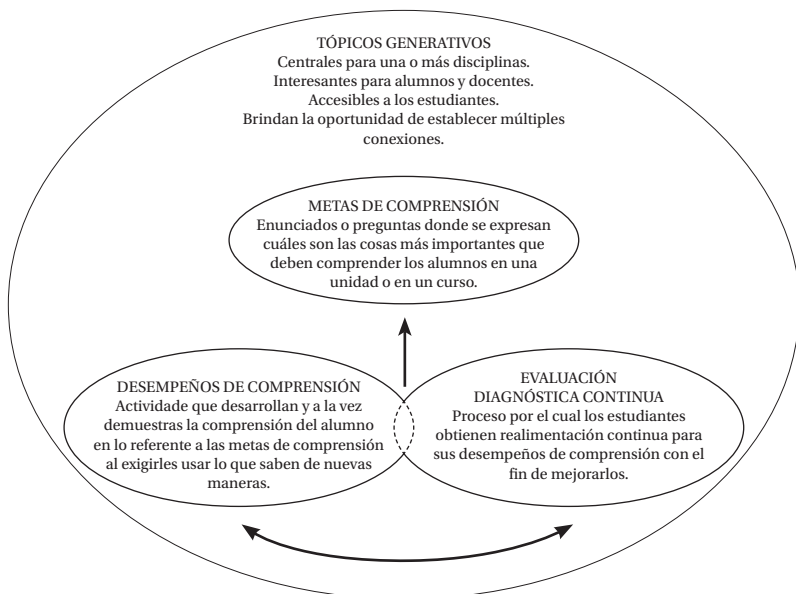 TÓPICOS GENERATIVOS
Centrales para una o más disciplinas.
Interesantes para alumnos y docentes.
Accesibles a los estudiantes.
Brindan la oportunidad de establecer múltiples
conexiones.
METAS DE COMPRENSIÓN
Enunciados o preguntas donde se expresan
cuáles son las cosas más importantes que
deben comprender los alumnos en una
unidad o en un curso.
DESEMPEÑOS DE COMPRENSIÓN
Actividade que desarrollan y a la vez
demuestras la comprensión del alumno
en lo referente a las metas de comprensión
al exigirles usar lo que saben de nuevas
maneras.
EVALUACIÓN
DIAGNÓSTICA CONTINUA
Proceso por el cual los estudiantes
obtienen realimentación continua para
sus desempeños de comprensión con el
fin de mejorarlos.